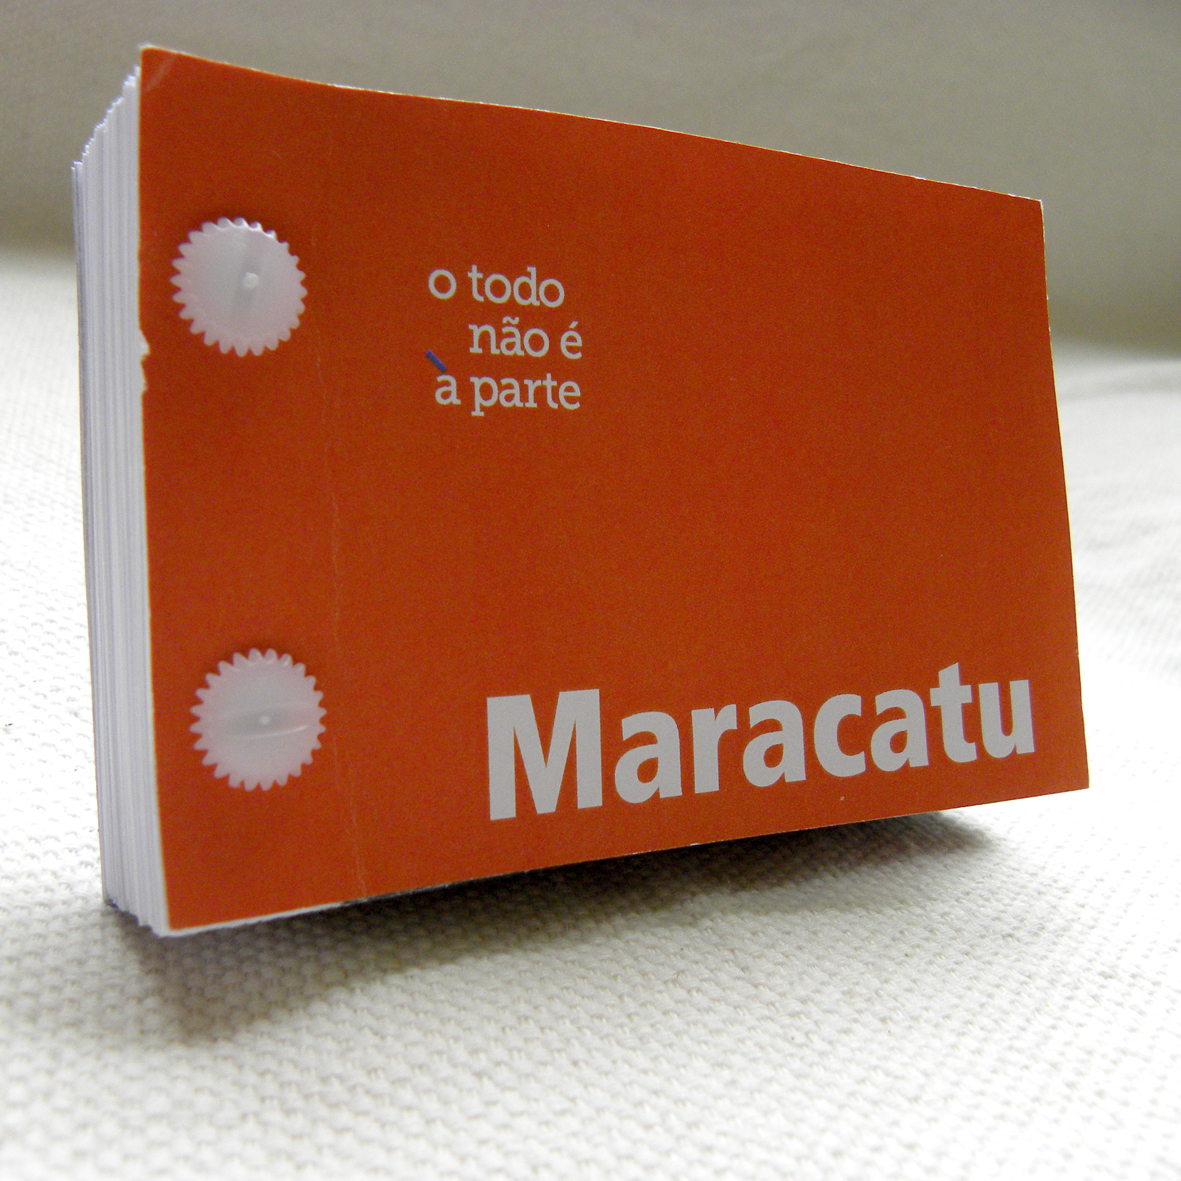 o todo
não é
à parte
Maracatu